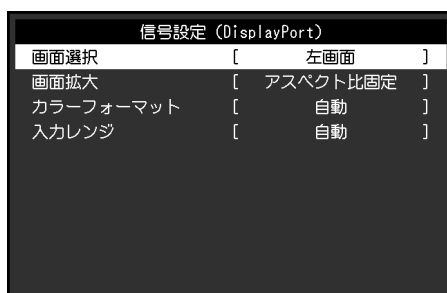 信号設定 (DisplayPort)
画面選択 [ 左画面 ]
画面拡大 [ アスペクト比固定 ]
カラーフォーマット [ 自動 ]
入力レンジ [ 自動 ]